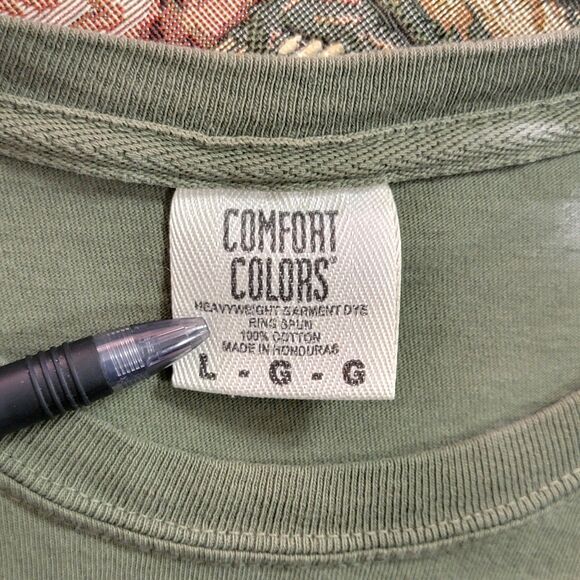 COMFORT
COLORS®
HEAVYWEIGHT GARMENT DYE
RING SPUN
100% COTTON
MADE IN HONDURAS
L - G - G